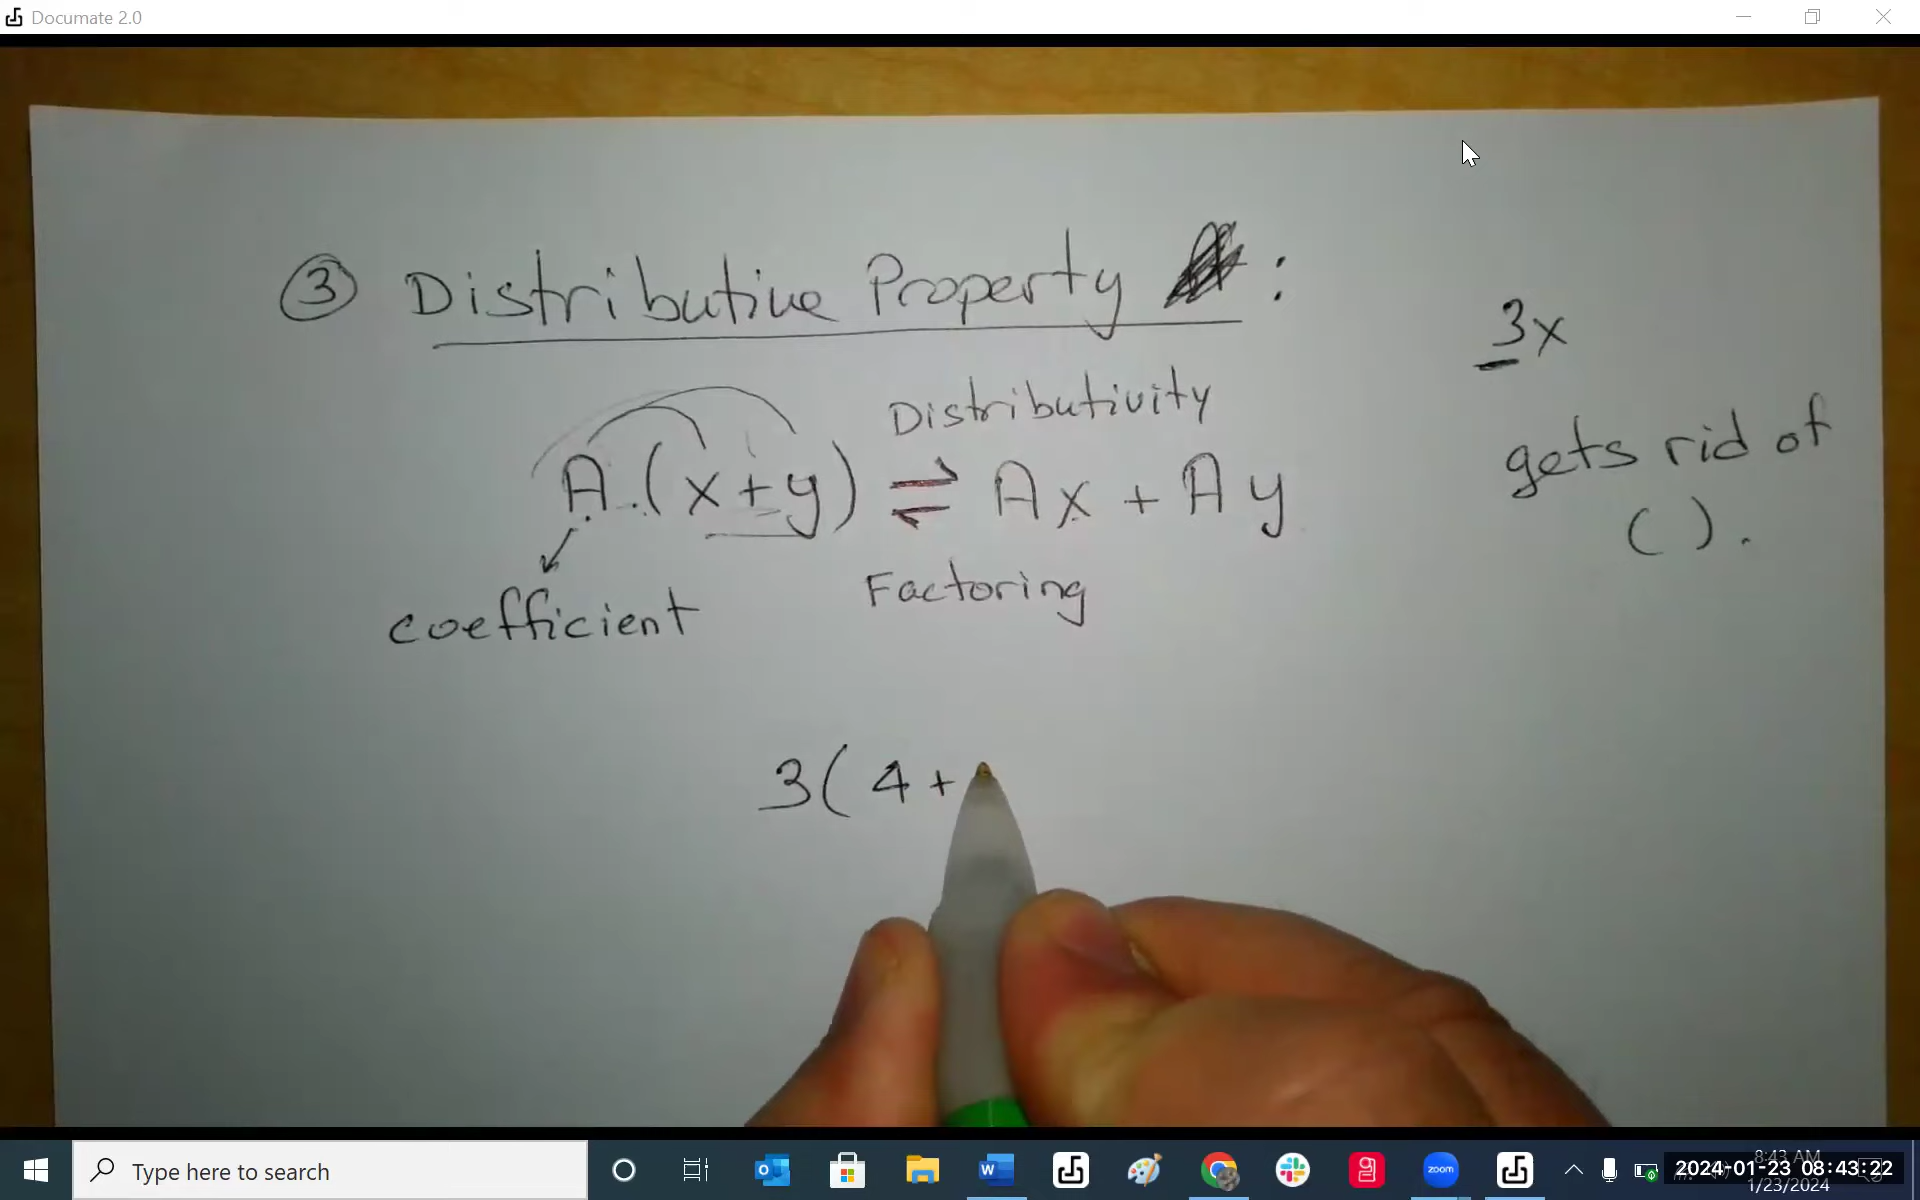 Documate 2.0
③ Distributive Property :
3x
Distributivity
gets rid of
( ).
A.(x+y) ⇌ Ax + Ay
coefficient
Factoring
3( 4 +
Type here to search
zoom
8:43 AM
2024-01-23 08:43:22
1/23/2024